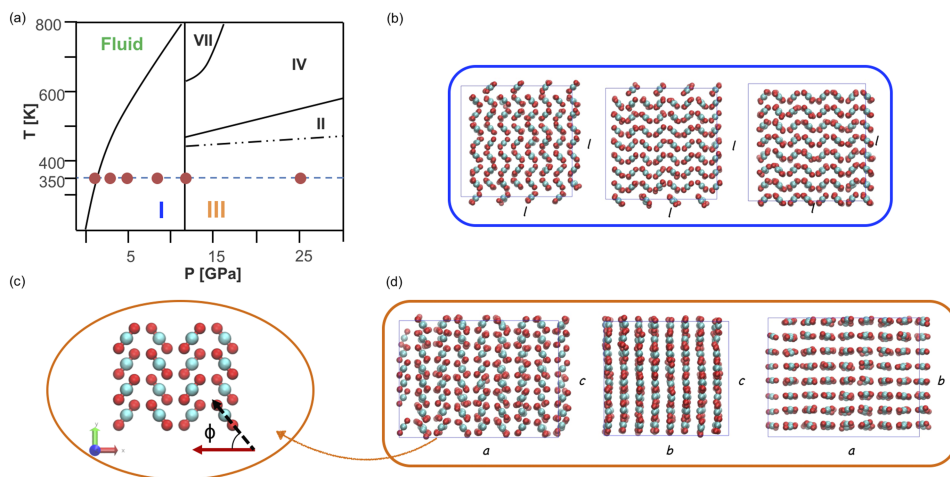 (a)
800
600
400
350
T [K]
Fluid
VII
IV
II
I
III
5
15
25
P [GPa]
(b)
l
l
l
l
l
(c)
ϕ
(d)
c
c
b
a
b
a